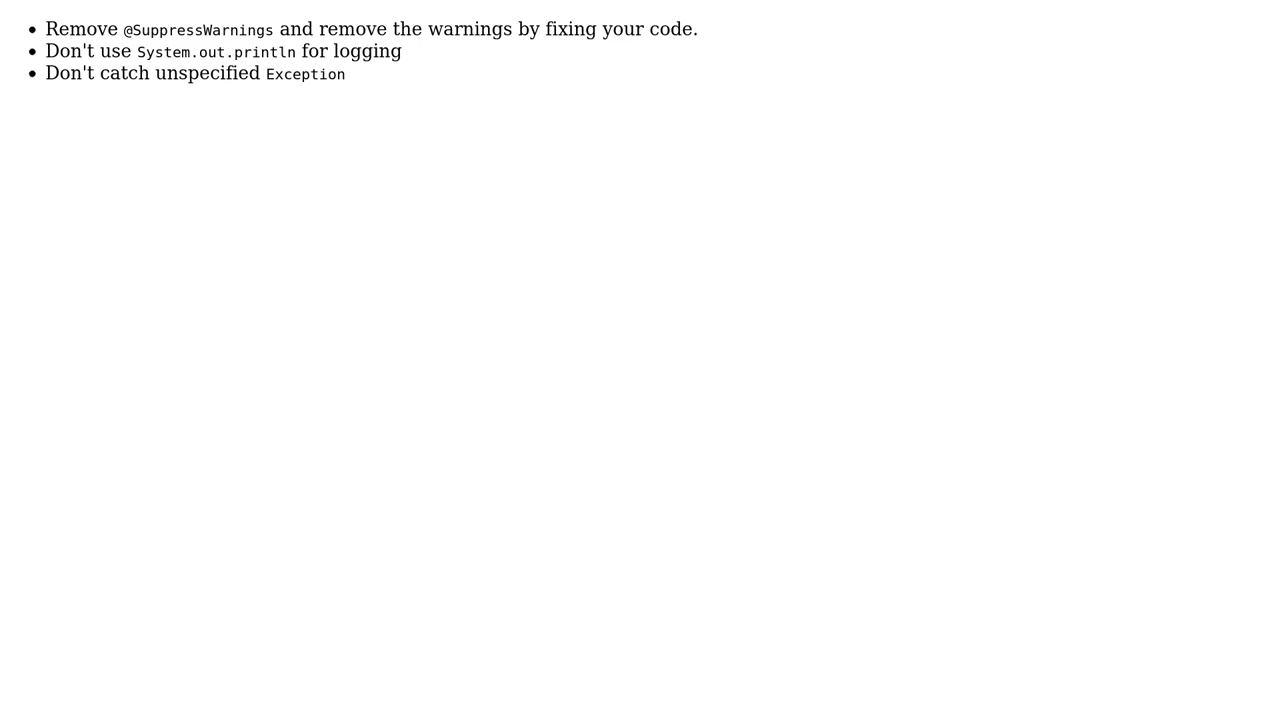 Remove @SuppressWarnings and remove the warnings by fixing your code.
Don't use System.out.println for logging
Don't catch unspecified Exception